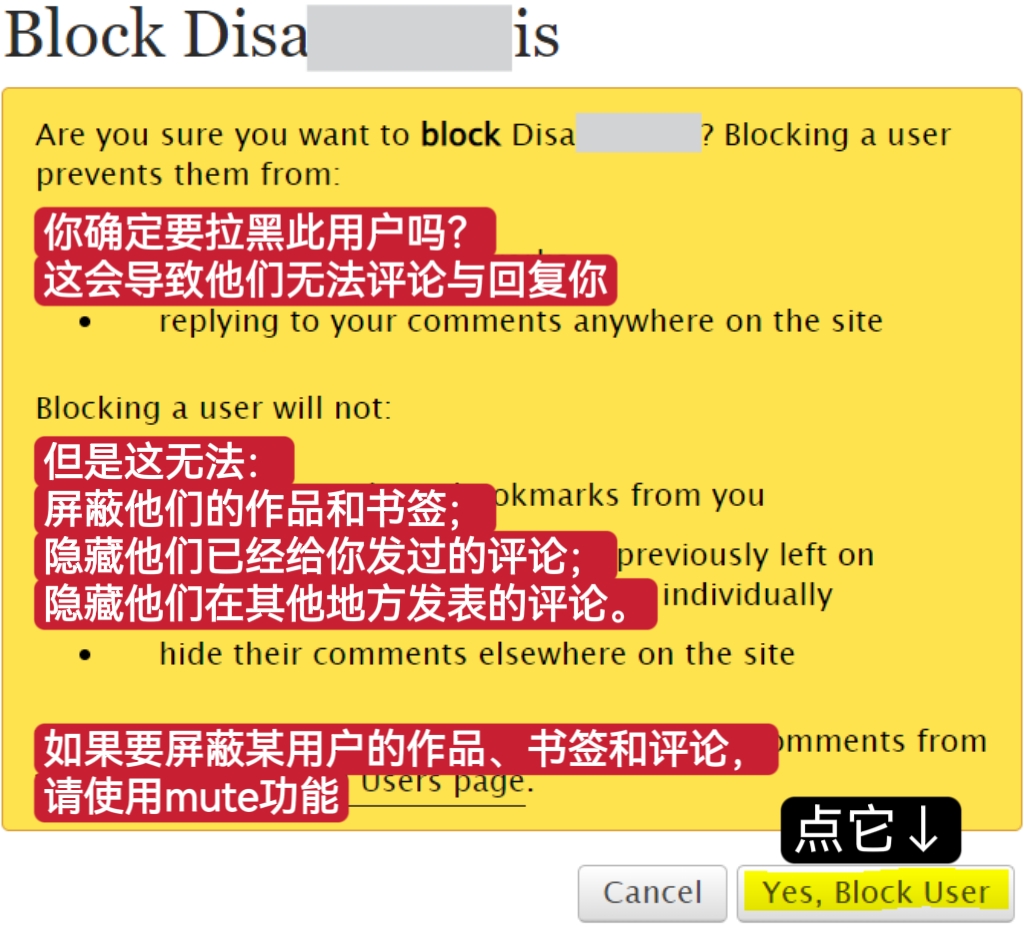 Block Disa is
Are you sure you want to block Disa ? Blocking a user
prevents them from:
你确定要拉黑此用户吗？
这会导致他们无法评论与回复你
• replying to your comments anywhere on the site
Blocking a user will not:
但是这无法：
屏蔽他们的作品和书签；
okmarks from you
隐藏他们已经给你发过的评论；
previously left on
隐藏他们在其他地方发表的评论。
individually
• hide their comments elsewhere on the site
如果要屏蔽某用户的作品、书签和评论，
omments from
请使用mute功能
Users page.
点它↓
Cancel
Yes, Block User